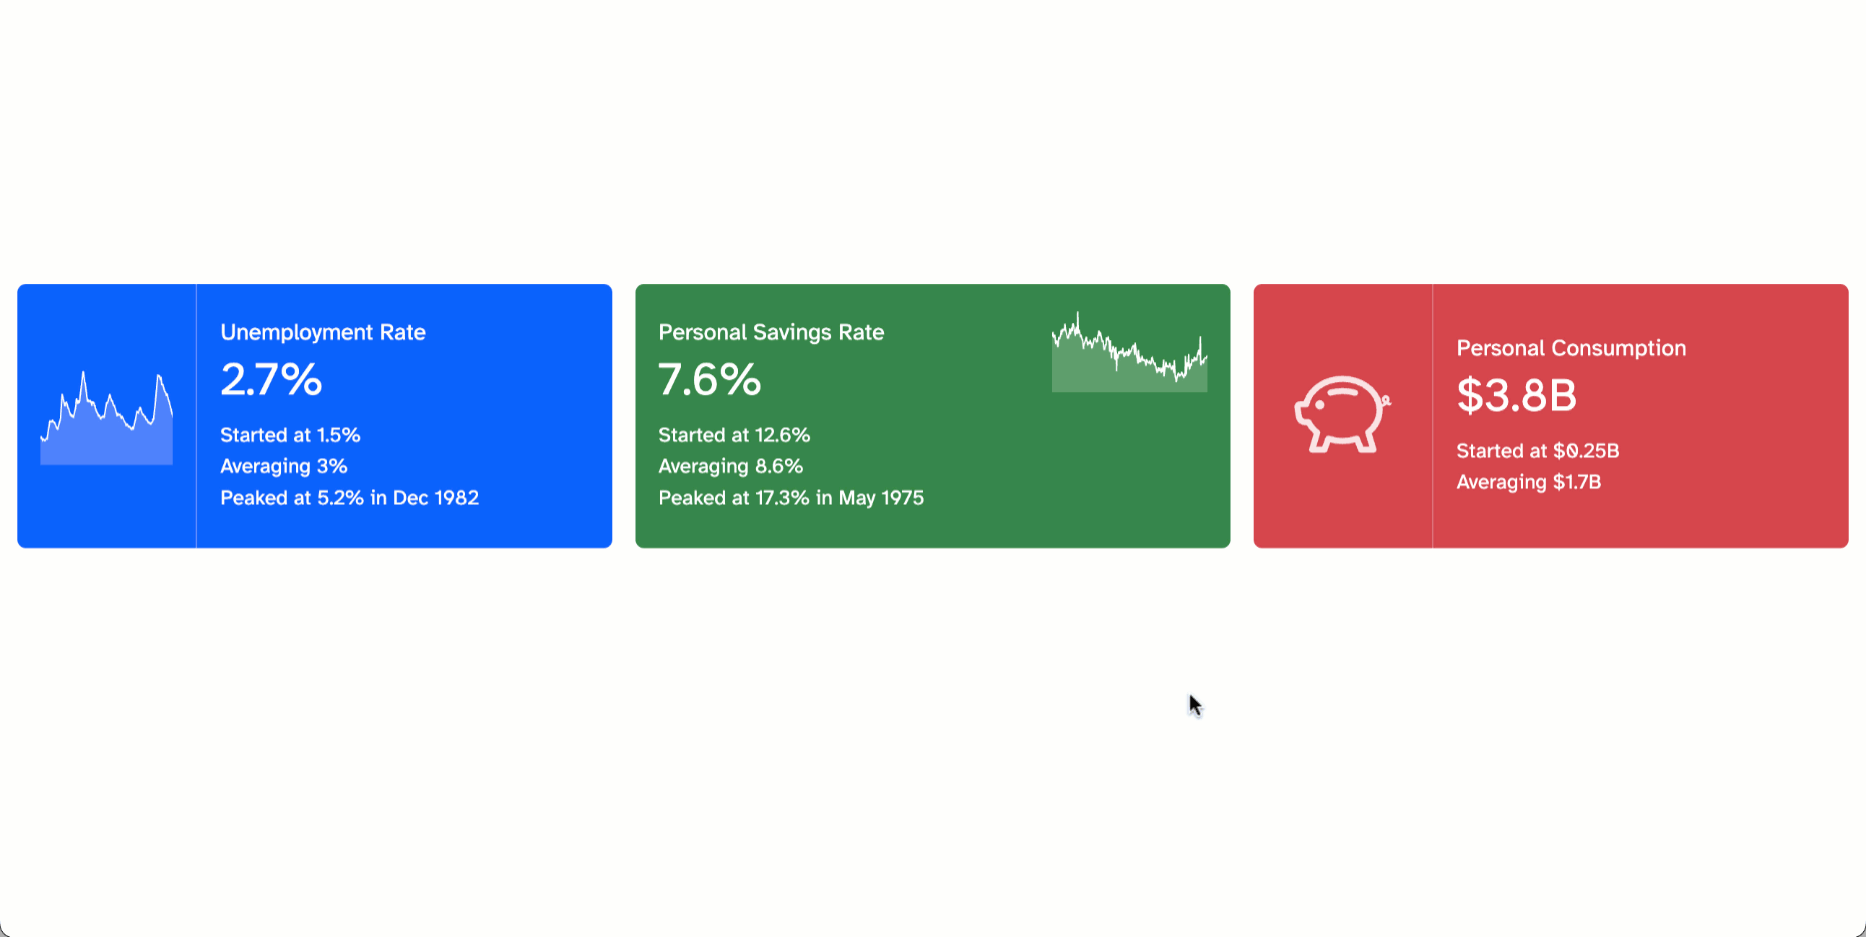 Unemployment Rate
2.7%
Started at 1.5%
Averaging 3%
Peaked at 5.2% in Dec 1982
Personal Savings Rate
7.6%
Started at 12.6%
Averaging 8.6%
Peaked at 17.3% in May 1975
Personal Consumption
$3.8B
Started at $0.25B
Averaging $1.7B